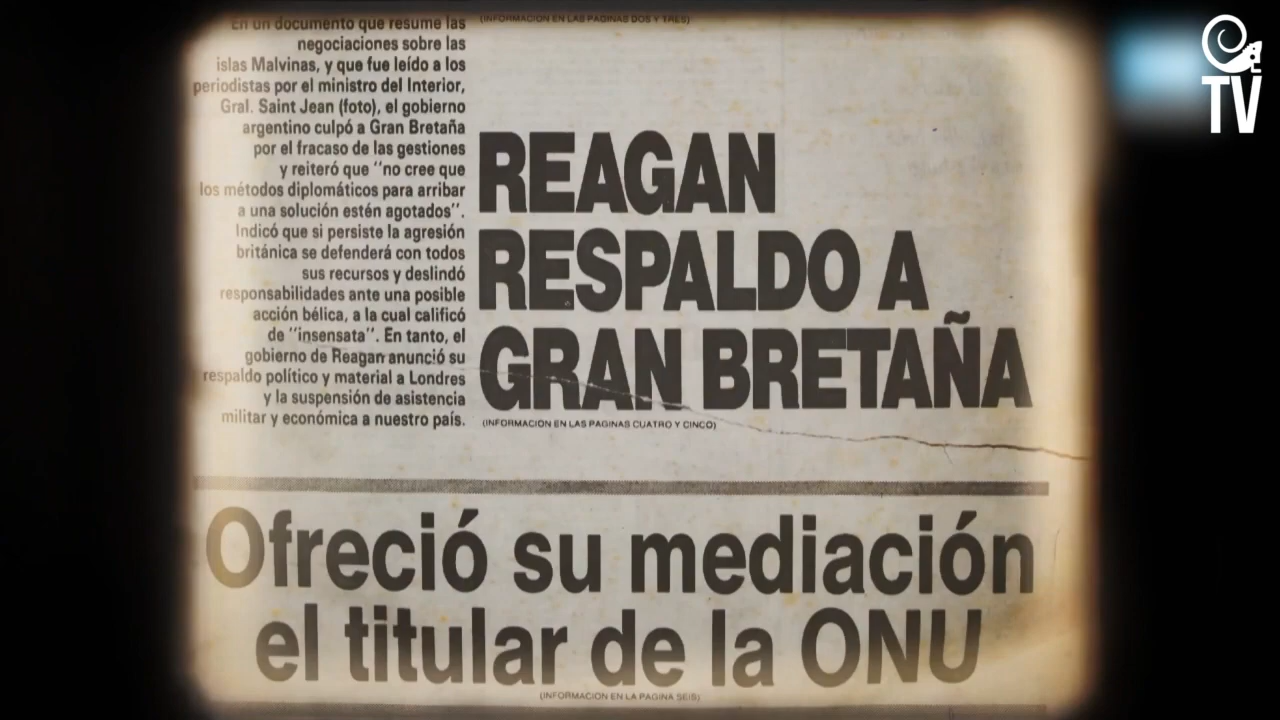 (INFORMACION EN LAS PAGINAS DOS Y TRES)
En un documento que resume las
negociaciones sobre las
islas Malvinas, y que fue leído a los
periodistas por el ministro del Interior,
Gral. Saint Jean (foto), el gobierno
argentino culpó a Gran Bretaña
por el fracaso de las gestiones
y reiteró que "no cree que
los métodos diplomáticos para arribar
a una solución estén agotados".
Indicó que si persiste la agresión
británica se defenderá con todos
sus recursos y deslindó
responsabilidades ante una posible
acción bélica, a la cual calificó
de "insensata". En tanto, el
gobierno de Reagan anunció su
respaldo político y material a Londres
y la suspensión de asistencia
militar y económica a nuestro país.
REAGAN
RESPALDO A
GRAN BRETAÑA
(INFORMACION EN LAS PAGINAS CUATRO Y CINCO)
Ofreció su mediación
el titular de la ONU
(INFORMACION EN LA PAGINA SEIS)
TV